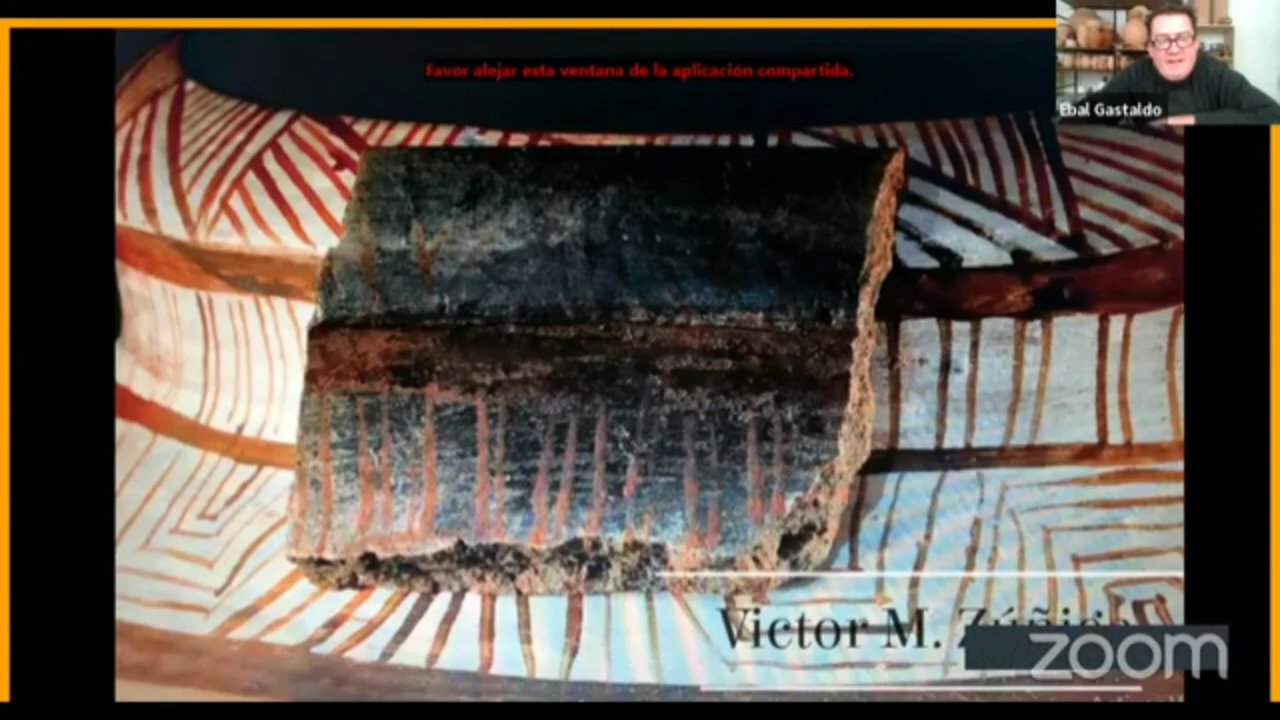 Favor alejar esta ventana de la aplicación compartida.
Ebal Gastaldo
Victor M.
zoom